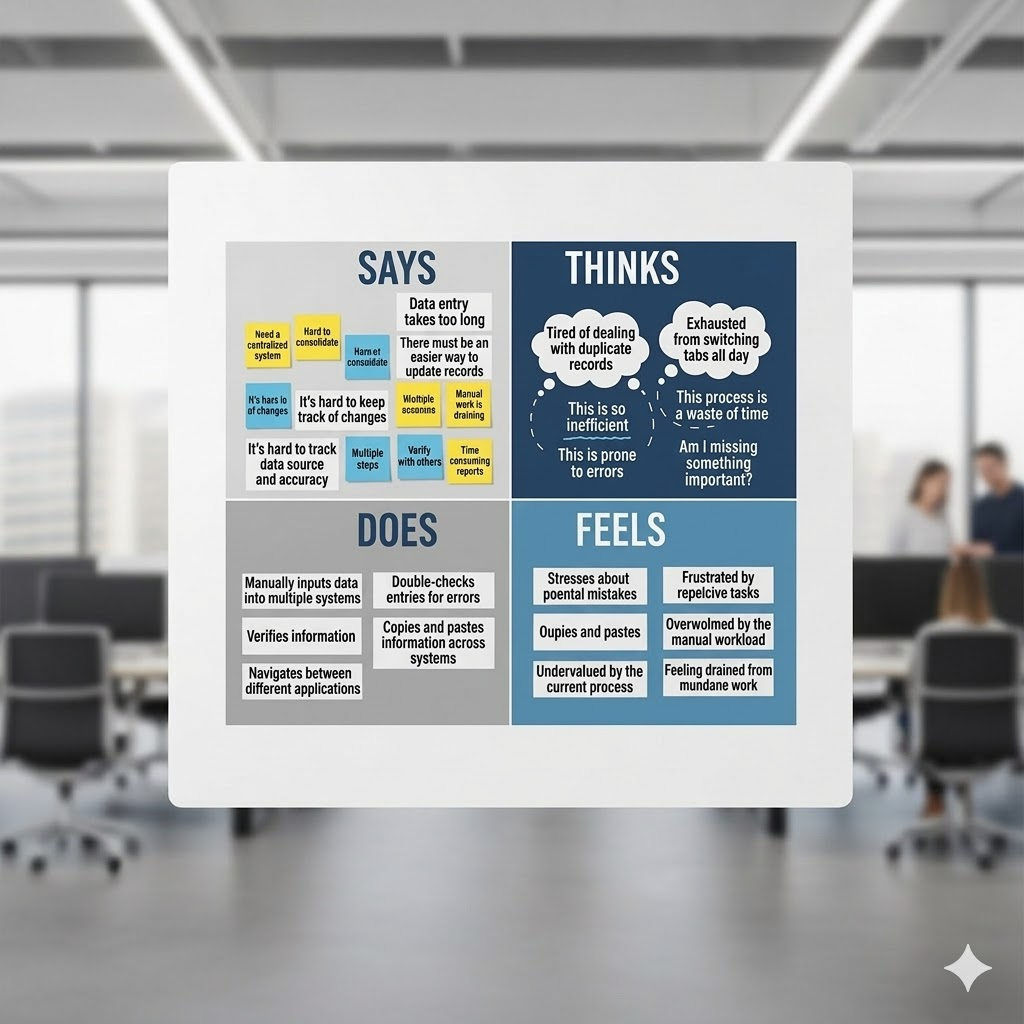 SAYS
Data entry
takes too long
Need a
centralized
system
Hard to
consolidate
There must be an
easier way to
update records
It's hard to keep
track of changes
Manual
work is
draining
It's hard to track
data source
and accuracy
Multiple
steps
Varify
with others
Time
consuming
reports
THINKS
Tired of dealing
with duplicate
records
Exhausted
from switching
tabs all day
This is so
inefficient
This process is
a waste of time
This is prone
to errors
Am I missing
something
important?
DOES
Manually inputs data
into multiple systems
Double-checks
entries for errors
Verifies information
Copies and pastes
information across
systems
Navigates between
different applications
FEELS
Stresses about
poental mistakes
Frustrated by
repelcive tasks
Oupies and pastes
Overwolmed by the
manual workload
Undervalued by the
current process
Feeling drained from
mundane work